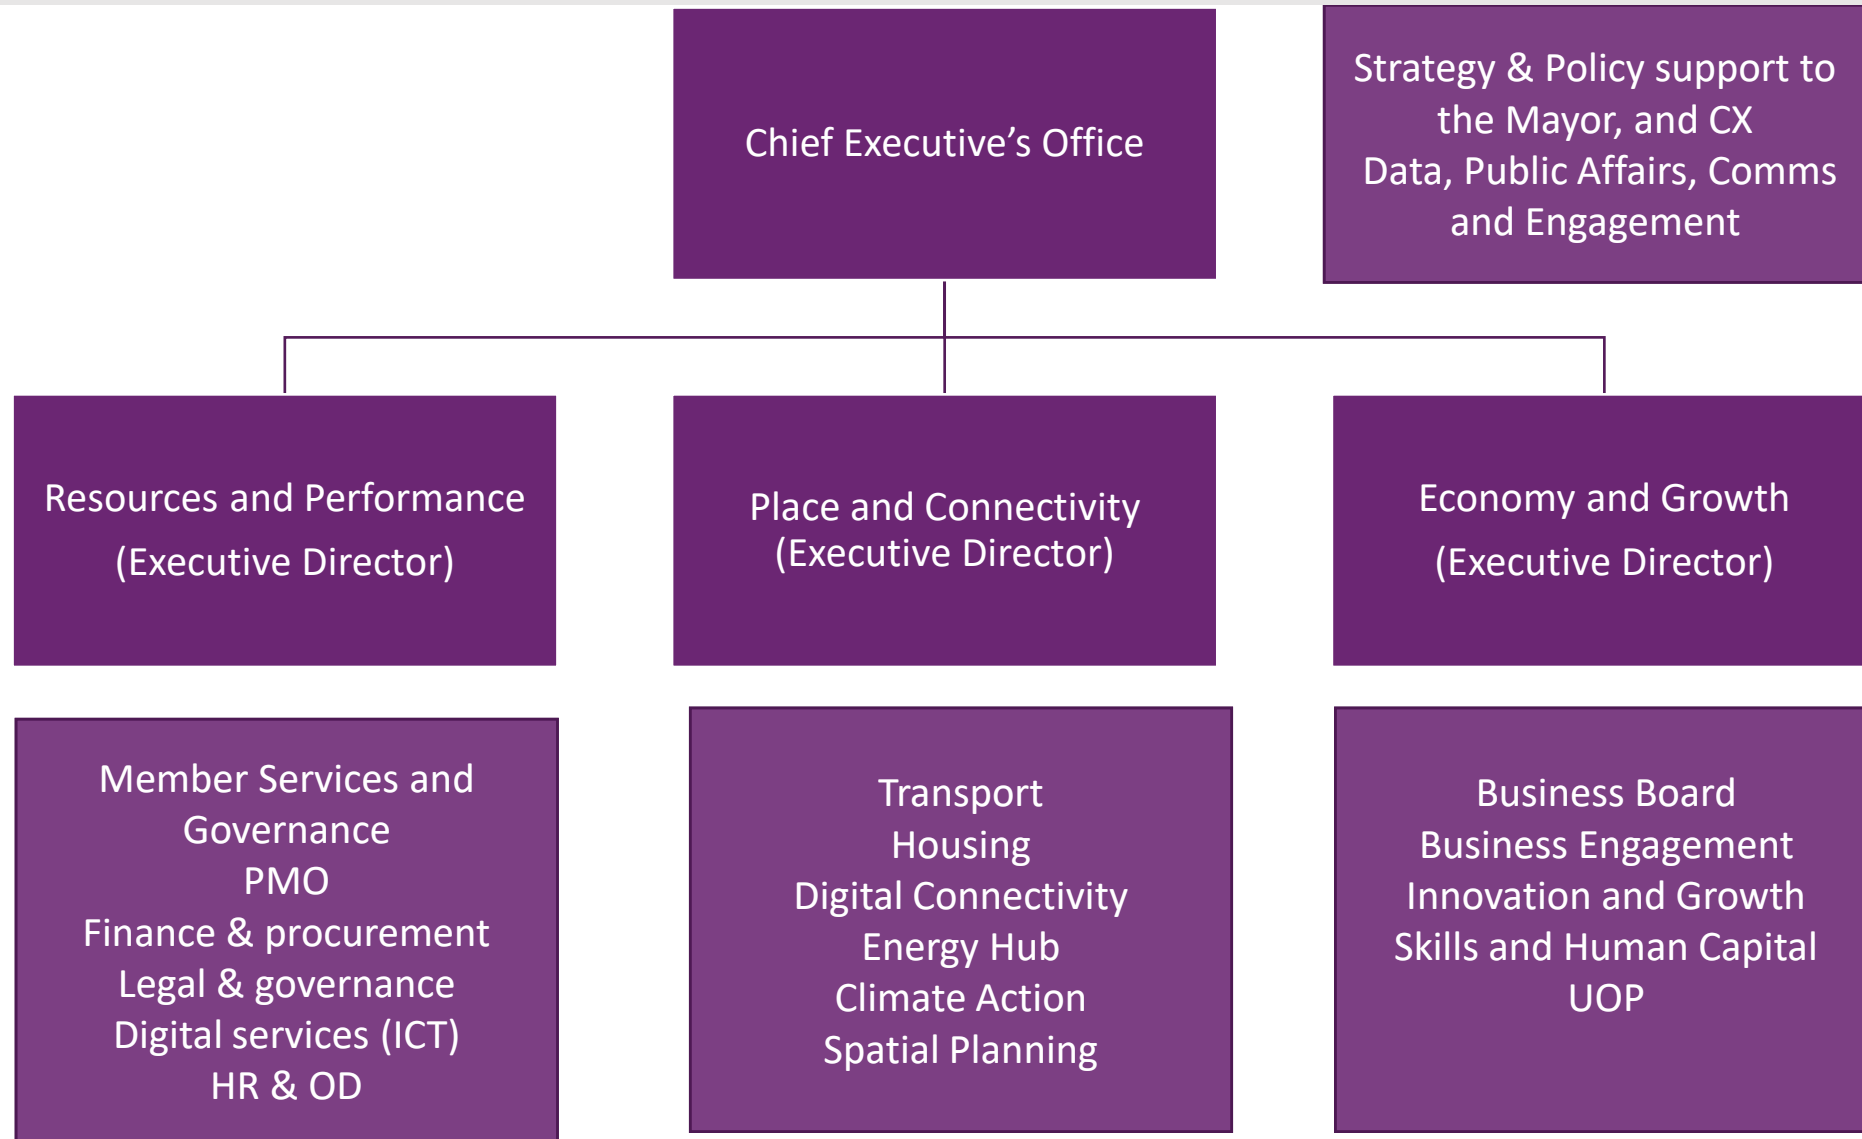 Chief Executive’s Office
Strategy & Policy support to
the Mayor, and CX
Data, Public Affairs, Comms
and Engagement
Resources and Performance
(Executive Director)
Place and Connectivity
(Executive Director)
Economy and Growth
(Executive Director)
Member Services and
Governance
PMO
Finance & procurement
Legal & governance
Digital services (ICT)
HR & OD
Transport
Housing
Digital Connectivity
Energy Hub
Climate Action
Spatial Planning
Business Board
Business Engagement
Innovation and Growth
Skills and Human Capital
UOP